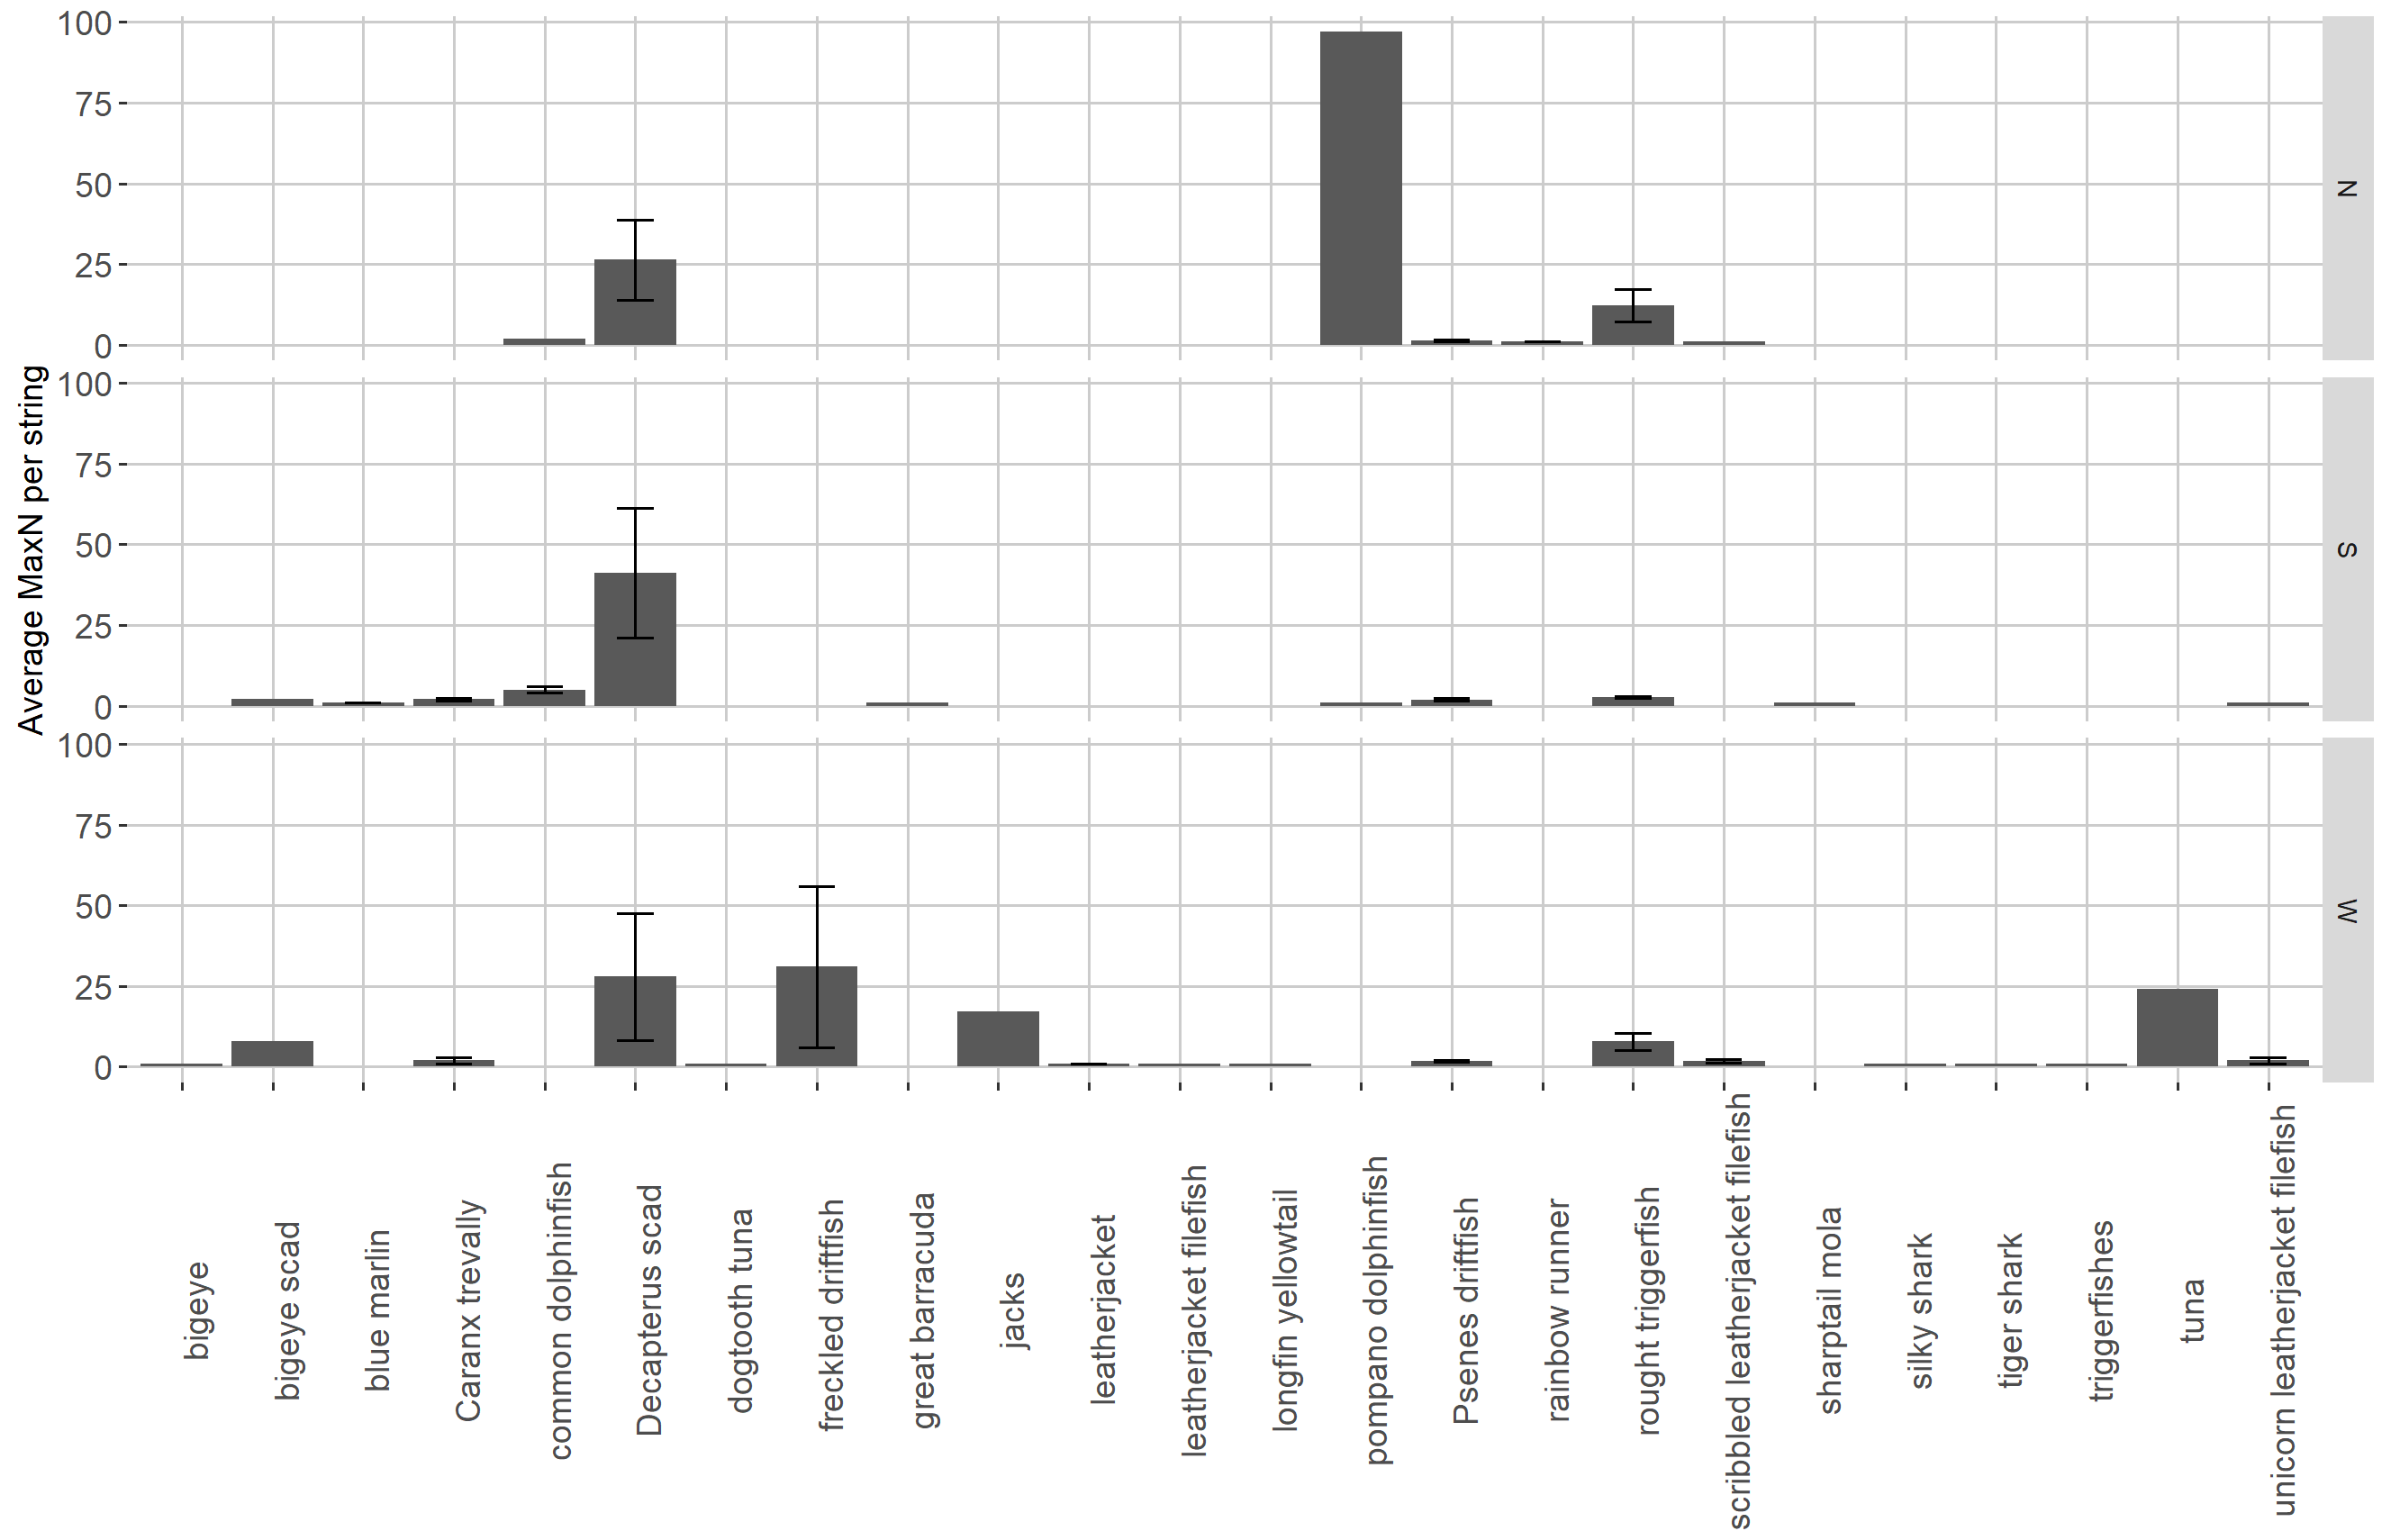 Average MaxN per string
100
75
50
25
0
N
100
75
50
25
0
S
100
75
50
25
0
W
bigeye
bigeye scad
blue marlin
Caranx trevally
common dolphinfish
Decapterus scad
dogtooth tuna
freckled driftfish
great barracuda
jacks
leatherjacket
leatherjacket filefish
longfin yellowtail
pompano dolphinfish
Psenes driftfish
rainbow runner
rought triggerfish
scribbled leatherjacket filefish
sharptail mola
silky shark
tiger shark
triggerfishes
tuna
unicorn leatherjacket filefish